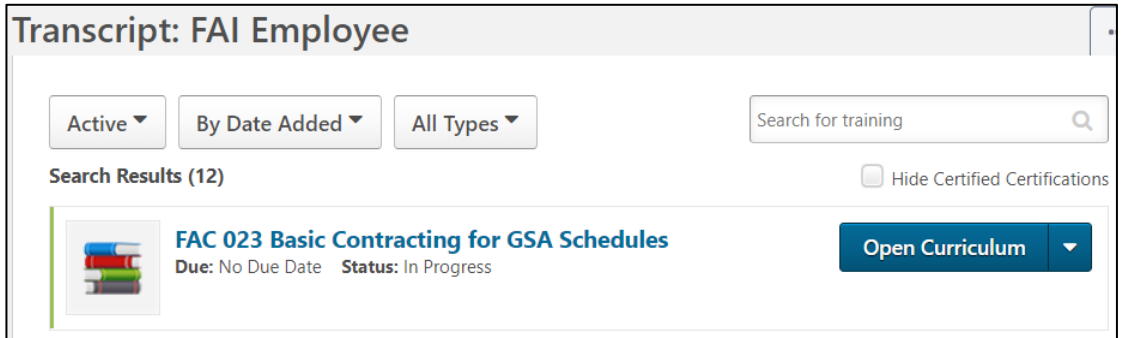 Transcript: FAI Employee
Active By Date Added All Types Search for training
Search Results (12) Hide Certified Certifications
FAC 023 Basic Contracting for GSA Schedules Open Curriculum
Due: No Due Date Status: In Progress